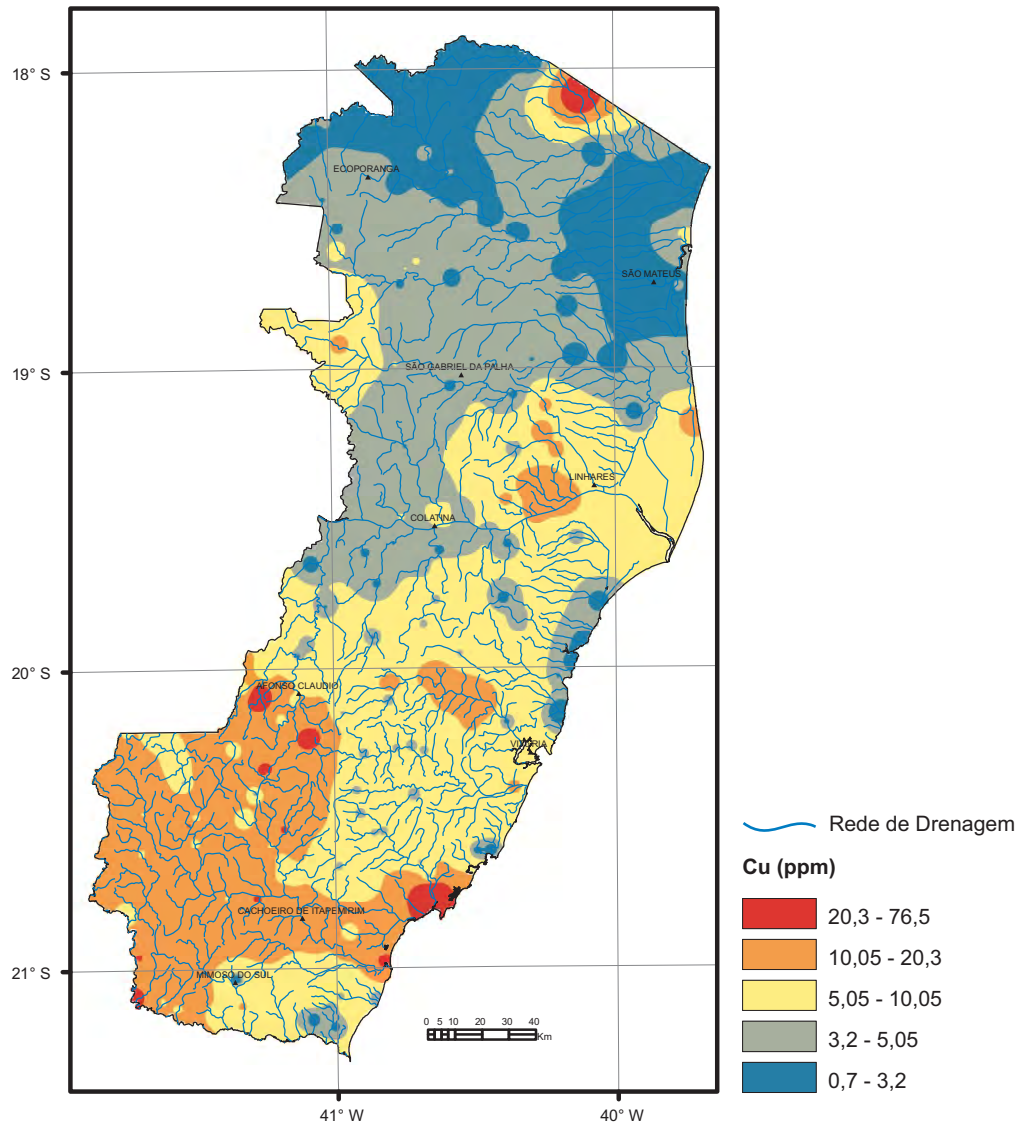 18° S
ECOPORANGA
SÃO MATEUS
19° S
SÃO GABRIEL DA PALHA
LINHARES
COLATINA
20° S
AFONSO CLAUDIO
VITÓRIA
CACHOEIRO DE ITAPEMIRIM
21° S
MIMOSO DO SUL
0 5 10 20 30 40
Km
41° W
40° W
Rede de Drenagem
Cu (ppm)
20,3 - 76,5
10,05 - 20,3
5,05 - 10,05
3,2 - 5,05
0,7 - 3,2